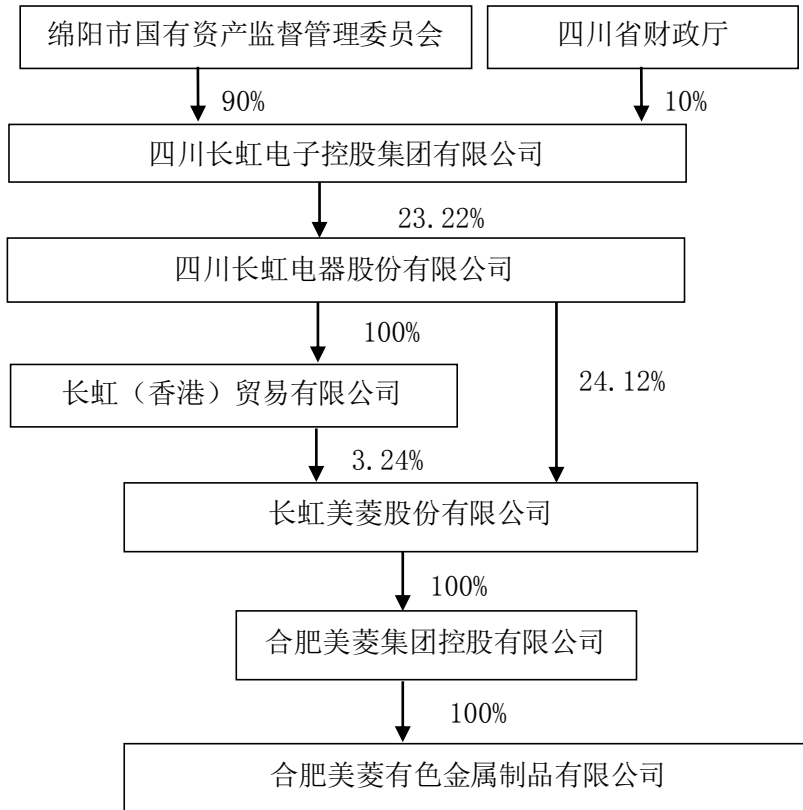 绵阳市国有资产监督管理委员会
四川省财政厅
90%
10%
四川长虹电子控股集团有限公司
23.22%
四川长虹电器股份有限公司
100%
24.12%
长虹（香港）贸易有限公司
3.24%
长虹美菱股份有限公司
100%
合肥美菱集团控股有限公司
100%
合肥美菱有色金属制品有限公司